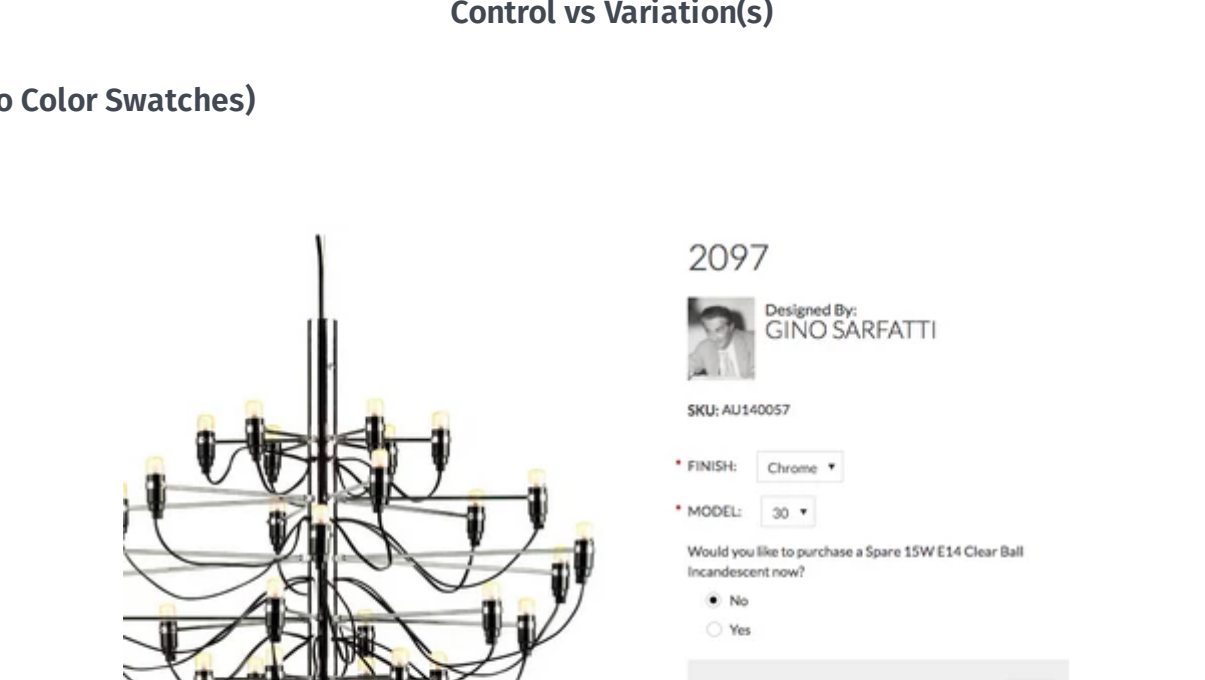 Control vs Variation(s)
o Color Swatches)
2097
Designed By:
GINO SARFATTI
SKU: AU140057
* FINISH: Chrome
* MODEL: 30
Would you like to purchase a Spare 15W E14 Clear Ball
Incandescent now?
No
Yes